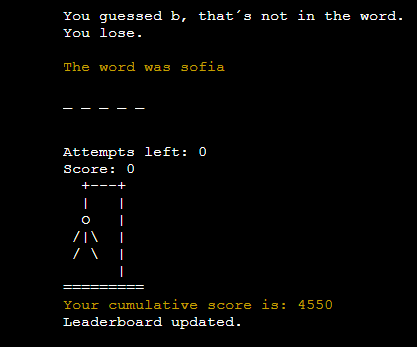 You guessed b, that´s not in the word.
You lose.
The word was sofia
_ _ _ _ _
Attempts left: 0
Score: 0
  +---+
  |   |
  o   |
 /|\  |
 / \  |
      |
=========
Your cumulative score is: 4550
Leaderboard updated.